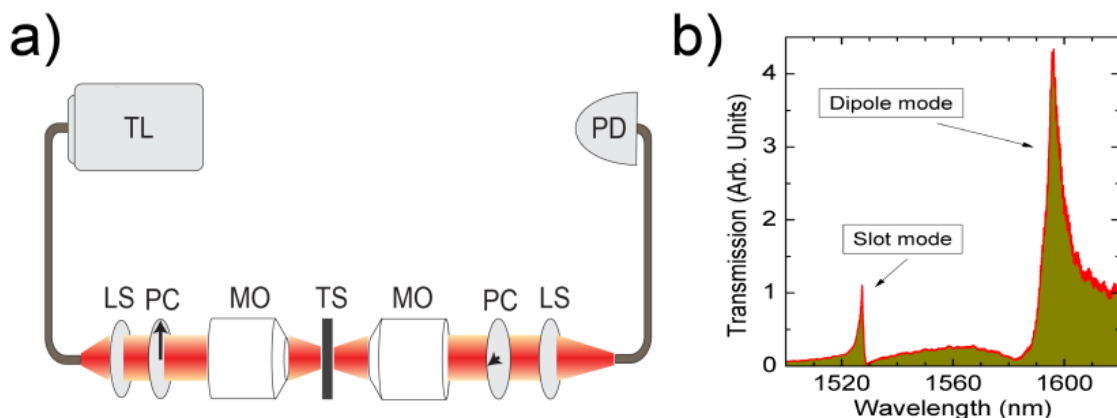 a)
TL
PD
LS PC MO TS MO PC LS
b)
Transmission (Arb. Units)
4
3
2
1
0
Dipole mode
Slot mode
1520 1560 1600
Wavelength (nm)